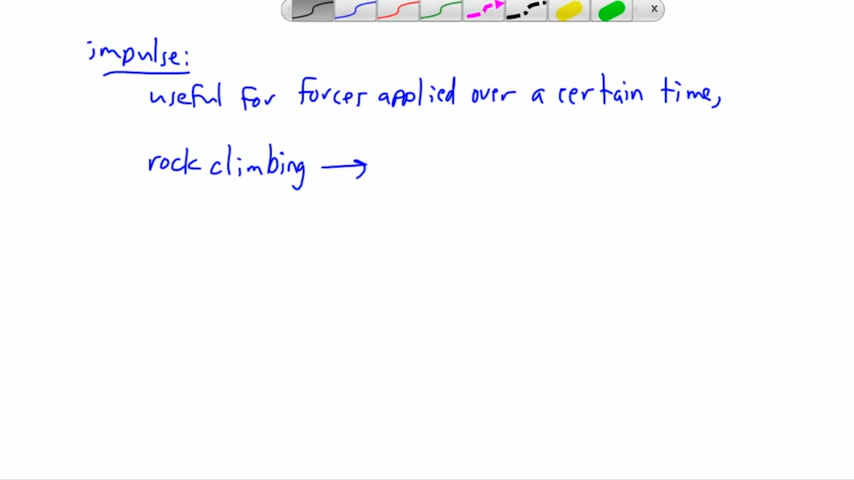 impulse:
useful for forces applied over a certain time,
rock climbing →
x